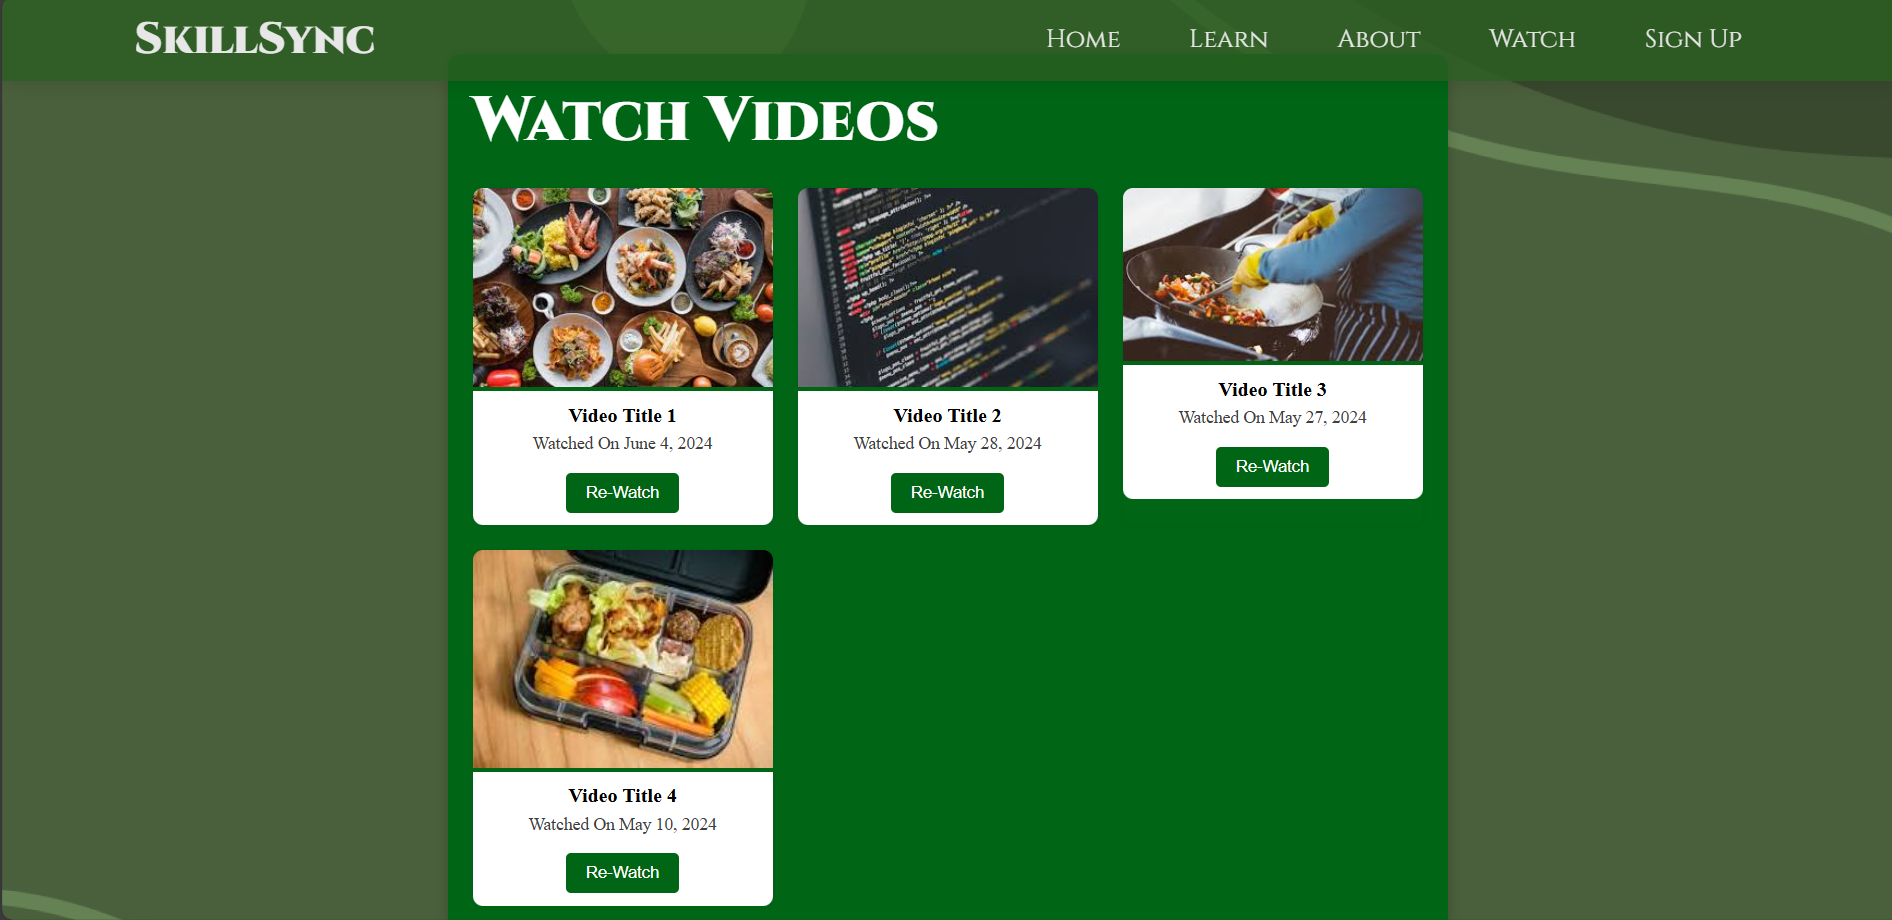 SkillSync
Home Learn About Watch Sign Up
Watch Videos
Video Title 1
Watched On June 4, 2024
Re-Watch
Video Title 2
Watched On May 28, 2024
Re-Watch
Video Title 3
Watched On May 27, 2024
Re-Watch
Video Title 4
Watched On May 10, 2024
Re-Watch